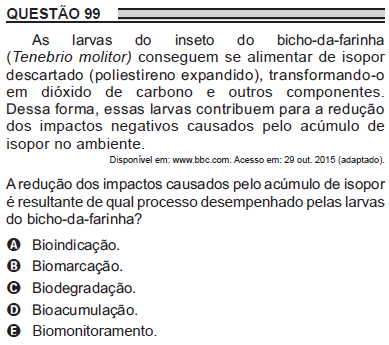 QUESTÃO 99
As larvas do inseto do bicho-da-farinha
(Tenebrio molitor) conseguem se alimentar de isopor
descartado (poliestireno expandido), transformando-o
em dióxido de carbono e outros componentes.
Dessa forma, essas larvas contribuem para a redução
dos impactos negativos causados pelo acúmulo de
isopor no ambiente.
Disponível em: www.bbc.com. Acesso em: 29 out. 2015 (adaptado).
A redução dos impactos causados pelo acúmulo de isopor
é resultante de qual processo desempenhado pelas larvas
do bicho-da-farinha?
A Bioindicação.
B Biomarcação.
C Biodegradação.
D Bioacumulação.
E Biomonitoramento.